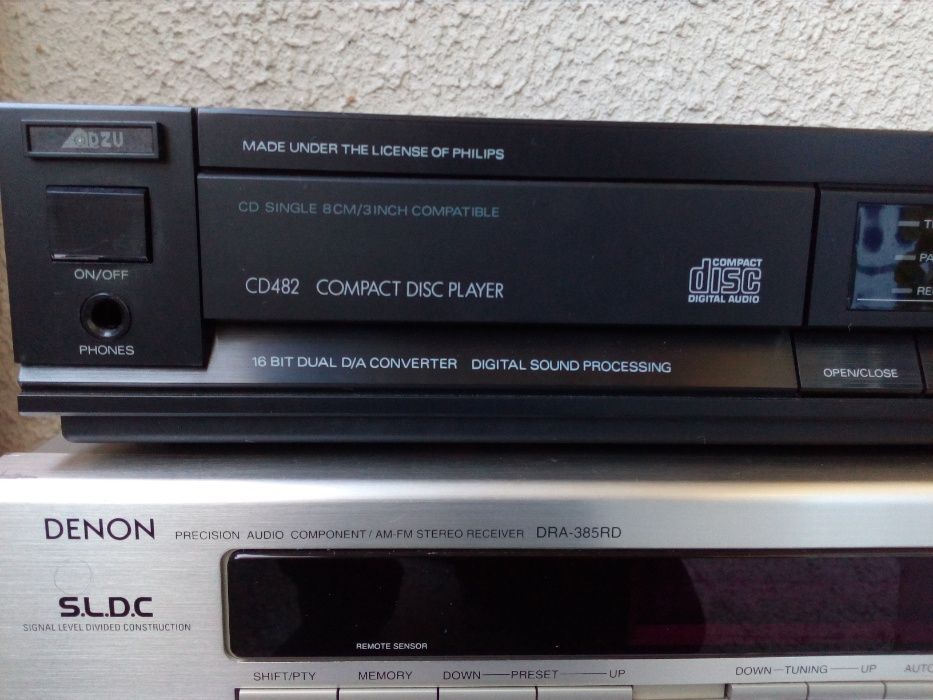 DZU
MADE UNDER THE LICENSE OF PHILIPS
CD SINGLE 8CM/3INCH COMPATIBLE
ON/OFF
CD482 COMPACT DISC PLAYER
COMPACT
disc
DIGITAL AUDIO
PHONES
16 BIT DUAL D/A CONVERTER DIGITAL SOUND PROCESSING
OPEN/CLOSE
DENON PRECISION AUDIO COMPONENT / AM-FM STEREO RECEIVER DRA-385RD
S.L.D.C
SIGNAL LEVEL DIVIDED CONSTRUCTION
REMOTE SENSOR
SHIFT/PTY MEMORY DOWN PRESET UP DOWN TUNING UP AUTO